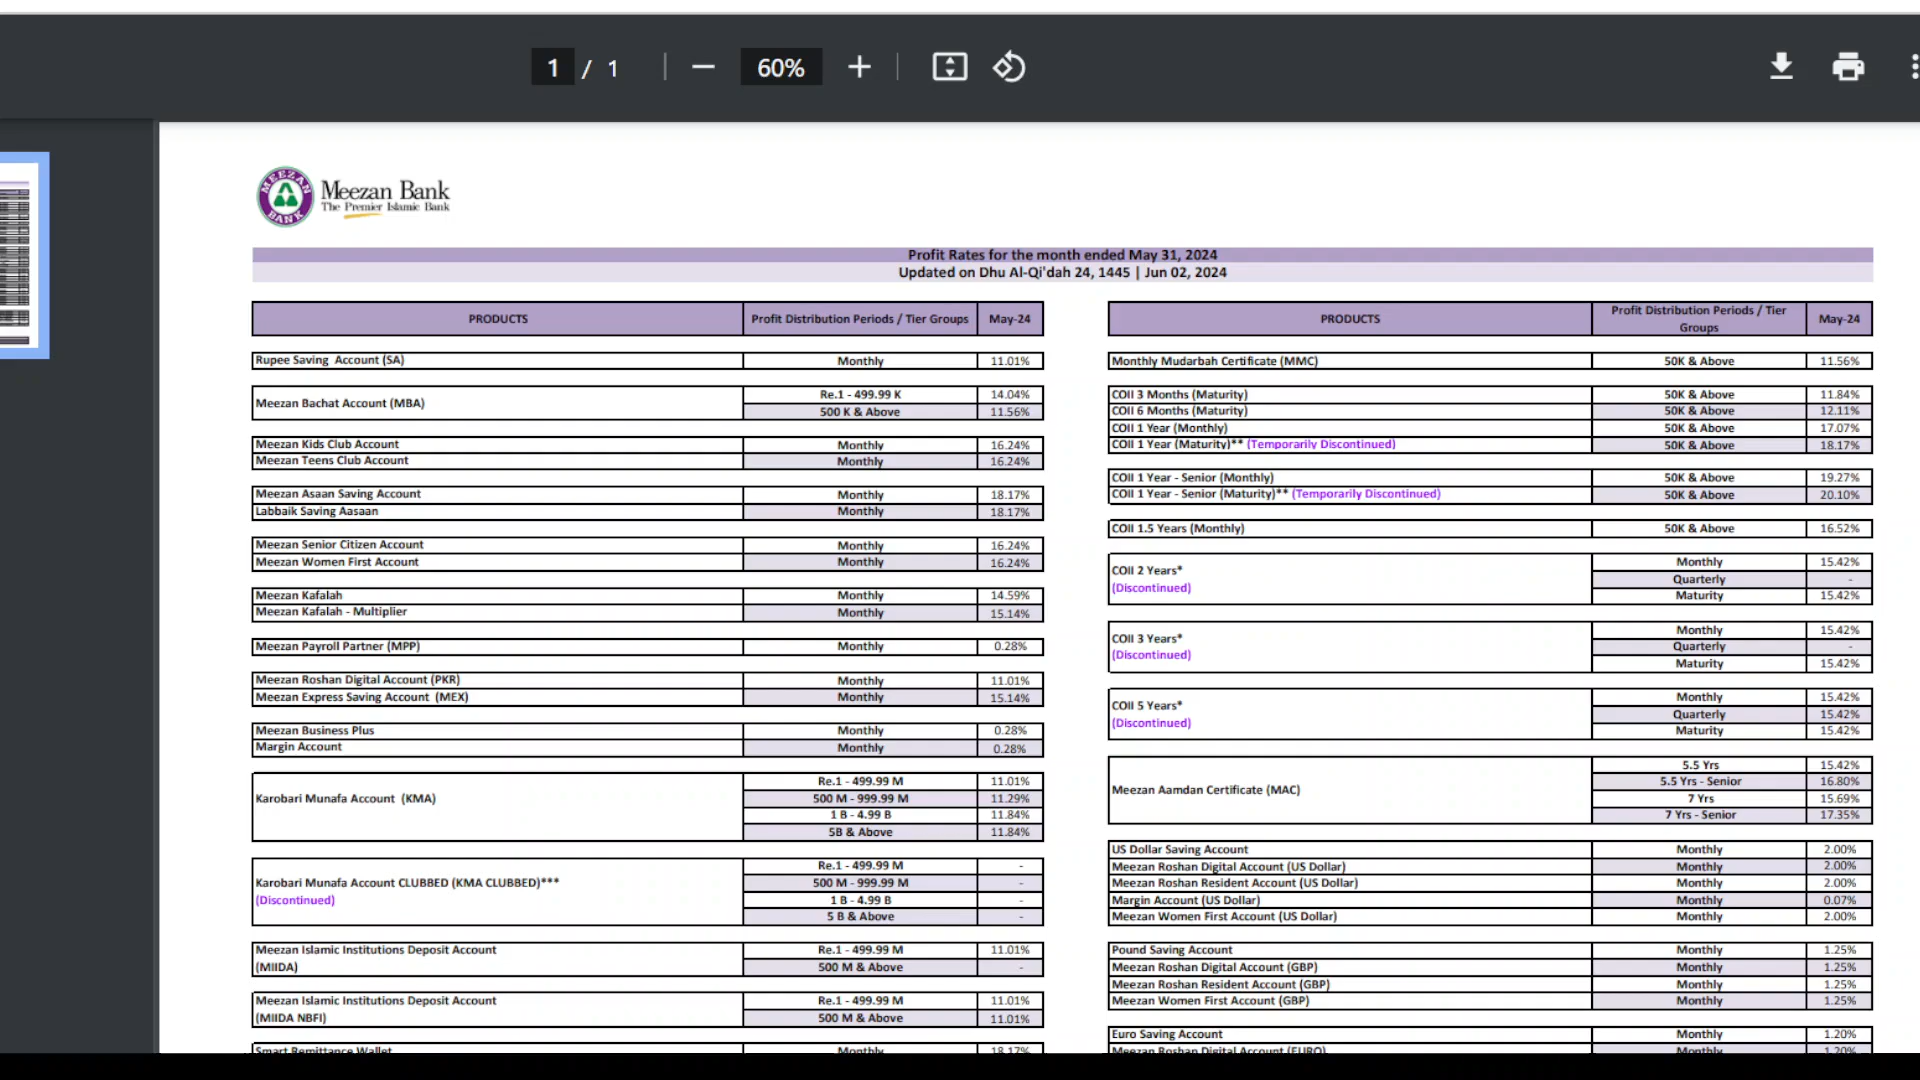 1 / 1
60%
MEEZAN BANK
Meezan Bank
The Premier Islamic Bank
Profit Rates for the month ended May 31, 2024
Updated on Dhu Al-Qi'dah 24, 1445 | Jun 02, 2024
PRODUCTS Profit Distribution Periods / Tier Groups May-24
Rupee Saving Account (SA) Monthly 11.01%
Meezan Bachat Account (MBA)
Re.1 - 499.99 K 14.04%
500 K & Above 11.56%
Meezan Kids Club Account Monthly 16.24%
Meezan Teens Club Account Monthly 16.24%
Meezan Asaan Saving Account Monthly 18.17%
Labbaik Saving Aasaan Monthly 18.17%
Meezan Senior Citizen Account Monthly 16.24%
Meezan Women First Account Monthly 16.24%
Meezan Kafalah Monthly 14.59%
Meezan Kafalah - Multiplier Monthly 15.14%
Meezan Payroll Partner (MPP) Monthly 0.28%
Meezan Roshan Digital Account (PKR) Monthly 11.01%
Meezan Express Saving Account (MEX) Monthly 15.14%
Meezan Business Plus Monthly 0.28%
Margin Account Monthly 0.28%
Karobari Munafa Account (KMA)
Re.1 - 499.99 M 11.01%
500 M - 999.99 M 11.29%
1 B - 4.99 B 11.84%
5B & Above 11.84%
Karobari Munafa Account CLUBBED (KMA CLUBBED)***
(Discontinued)
Re.1 - 499.99 M -
500 M - 999.99 M -
1 B - 4.99 B -
5 B & Above -
Meezan Islamic Institutions Deposit Account
(MIIDA)
Re.1 - 499.99 M 11.01%
500 M & Above -
Meezan Islamic Institutions Deposit Account
(MIIDA NBFI)
Re.1 - 499.99 M 11.01%
500 M & Above 11.01%
Smart Remittance Wallet Monthly 18.17%
PRODUCTS Profit Distribution Periods / Tier
Groups May-24
Monthly Mudarbah Certificate (MMC) 50K & Above 11.56%
COII 3 Months (Maturity) 50K & Above 11.84%
COII 6 Months (Maturity) 50K & Above 12.11%
COII 1 Year (Monthly) 50K & Above 17.07%
COII 1 Year (Maturity)** (Temporarily Discontinued) 50K & Above 18.17%
COII 1 Year - Senior (Monthly) 50K & Above 19.27%
COII 1 Year - Senior (Maturity)** (Temporarily Discontinued) 50K & Above 20.10%
COII 1.5 Years (Monthly) 50K & Above 16.52%
COII 2 Years*
(Discontinued)
Monthly 15.42%
Quarterly -
Maturity 15.42%
COII 3 Years*
(Discontinued)
Monthly 15.42%
Quarterly -
Maturity 15.42%
COII 5 Years*
(Discontinued)
Monthly 15.42%
Quarterly 15.42%
Maturity 15.42%
Meezan Aamdan Certificate (MAC)
5.5 Yrs 15.42%
5.5 Yrs - Senior 16.80%
7 Yrs 15.69%
7 Yrs - Senior 17.35%
US Dollar Saving Account Monthly 2.00%
Meezan Roshan Digital Account (US Dollar) Monthly 2.00%
Meezan Roshan Resident Account (US Dollar) Monthly 2.00%
Margin Account (US Dollar) Monthly 0.07%
Meezan Women First Account (US Dollar) Monthly 2.00%
Pound Saving Account Monthly 1.25%
Meezan Roshan Digital Account (GBP) Monthly 1.25%
Meezan Roshan Resident Account (GBP) Monthly 1.25%
Meezan Women First Account (GBP) Monthly 1.25%
Euro Saving Account Monthly 1.20%
Meezan Roshan Digital Account (EURO) Monthly 1.20%